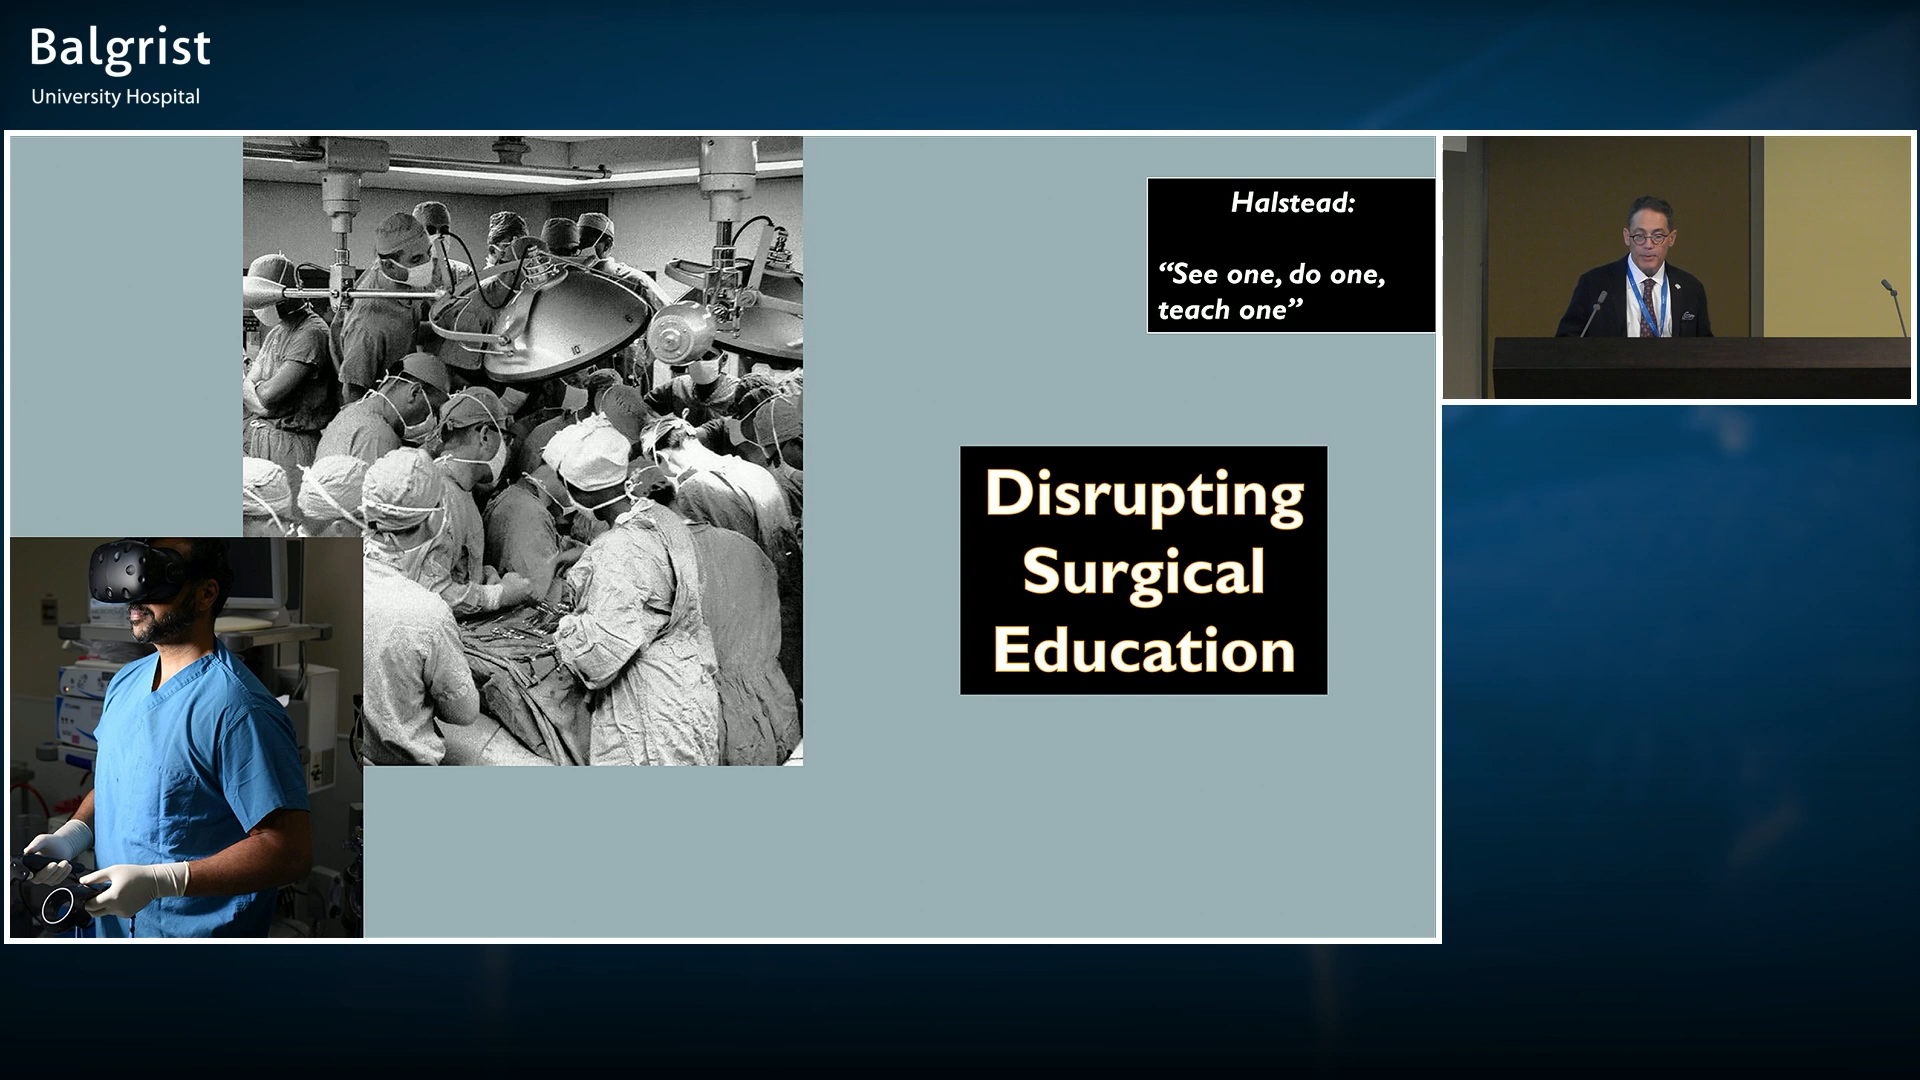 Balgrist
University Hospital
Halstead:
“See one, do one,
teach one”
Disrupting
Surgical
Education